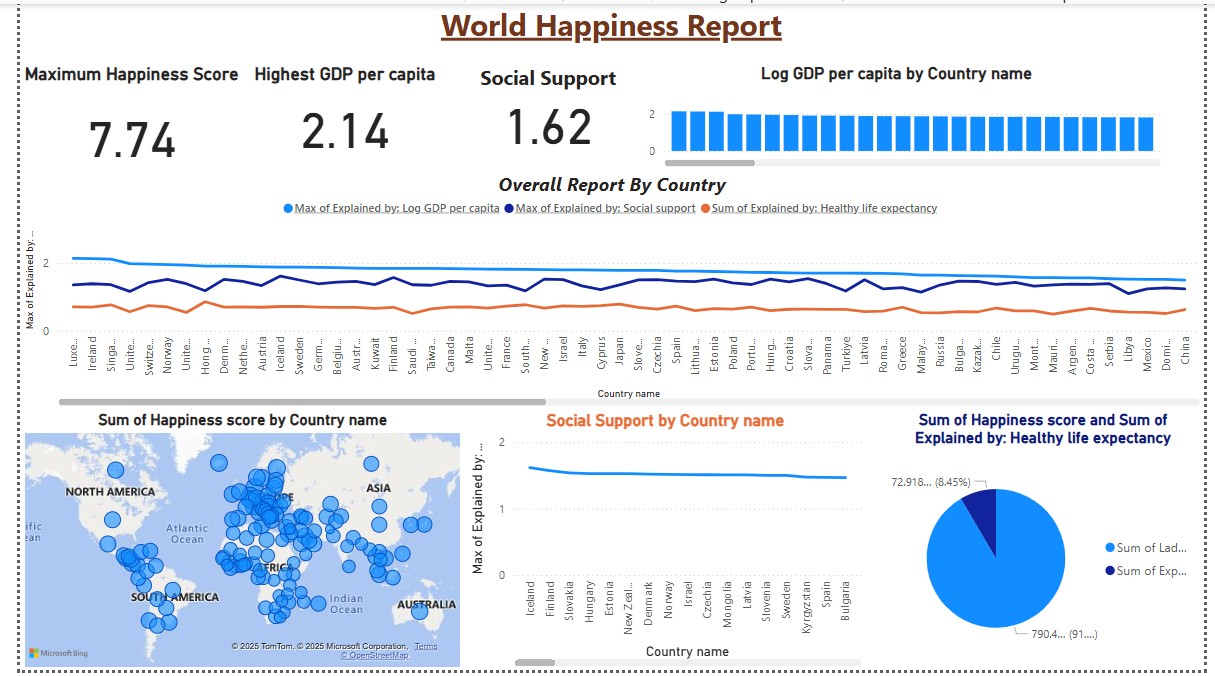 World Happiness Report
Maximum Happiness Score
7.74
Highest GDP per capita
2.14
Social Support
1.62
Log GDP per capita by Country name
2
0
Overall Report By Country
Max of Explained by: Log GDP per capita
Max of Explained by: Social support
Sum of Explained by: Healthy life expectancy
Max of Explained by: ...
2
0
Luxe...
Ireland
Singa...
Unite...
Switze...
Norway
Unite...
Hong ...
Denm...
Nethe...
Austria
Iceland
Sweden
Germ...
Belgiu...
Austr...
Kuwait
Finland
Saudi ...
Taiwa...
Canada
Malta
Unite...
France
South...
New ...
Israel
Italy
Cyprus
Japan
Slove...
Czechia
Spain
Lithua...
Estonia
Poland
Portu...
Hung...
Croatia
Slova...
Panama
Turkiye
Latvia
Roma...
Greece
Malay...
Russia
Bulga...
Kazak...
Chile
Urugu...
Mont...
Mauri...
Argen...
Costa ...
Serbia
Libya
Mexico
Domi...
China
Country name
Sum of Happiness score by Country name
NORTH AMERICA
ASIA
Atlantic
Ocean
AFRICA
SOUTH AMERICA
Indian
Ocean
AUSTRALIA
Microsoft Bing
© 2025 TomTom, © 2025 Microsoft Corporation, Terms
© OpenStreetMap
Social Support by Country name
Max of Explained by: ...
2
1
0
Iceland
Finland
Slovakia
Hungary
Estonia
New Zeal...
Denmark
Norway
Israel
Czechia
Mongolia
Latvia
Slovenia
Sweden
Kyrgyzstan
Spain
Bulgaria
Country name
Sum of Happiness score and Sum of
Explained by: Healthy life expectancy
72.918... (8.45%)
790.4... (91....)
Sum of Lad...
Sum of Exp...